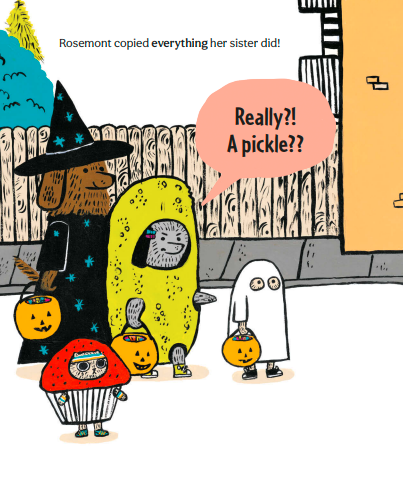 Rosemont copied everything her sister did!
Really?!
A pickle??